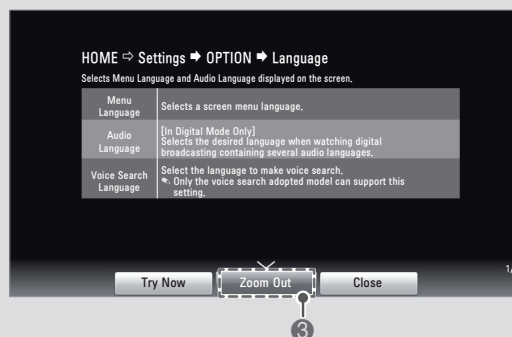 HOME ⇨ Settings ➡ OPTION ➡ Language
Selects Menu Language and Audio Language displayed on the screen.
Menu
Language
Selects a screen menu language.
Audio
Language
[In Digital Mode Only]
Selects the desired language when watching digital
broadcasting containing several audio languages.
Voice Search
Language
Select the language to make voice search.
✎ Only the voice search adopted model can support this
setting.
1/
Try Now
Zoom Out
Close
3